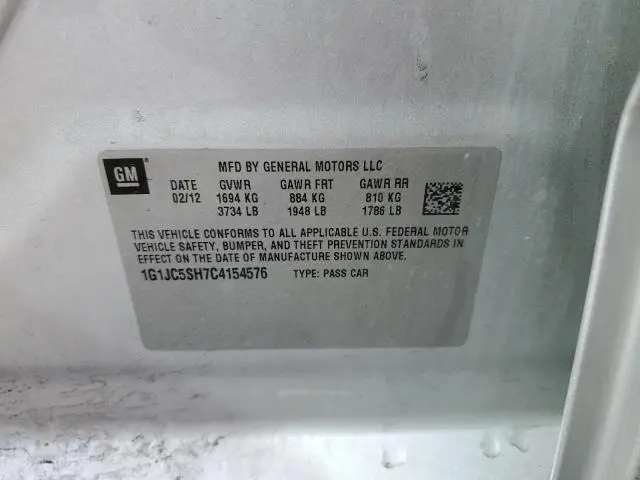 GM
MFD BY GENERAL MOTORS LLC
DATE GVWR GAWR FRT GAWR RR
02/12 1694 KG 884 KG 810 KG
3734 LB 1948 LB 1786 LB
THIS VEHICLE CONFORMS TO ALL APPLICABLE U.S. FEDERAL MOTOR
VEHICLE SAFETY, BUMPER, AND THEFT PREVENTION STANDARDS IN
EFFECT ON THE DATE OF MANUFACTURE SHOWN ABOVE.
1G1JC5SH7C4154576 TYPE: PASS CAR